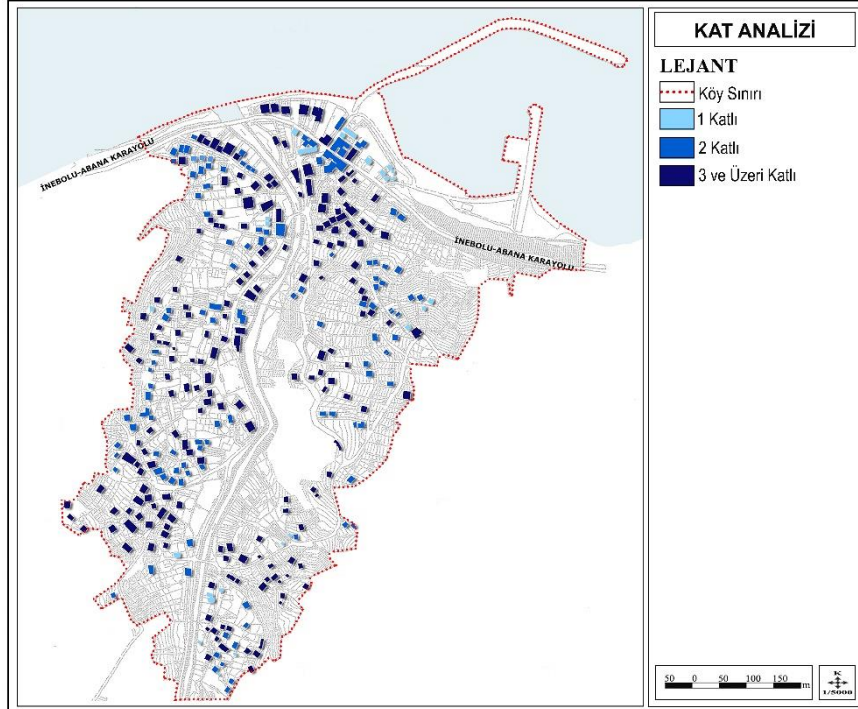 KAT ANALİZİ
LEJANT
Köy Sınırı
1 Katlı
2 Katlı
3 ve Üzeri Katlı
İNEBOLU-ABANA KARAYOLU
İNEBOLU-ABANA KARAYOLU
50 0 50 100 150 m
K
1/5000